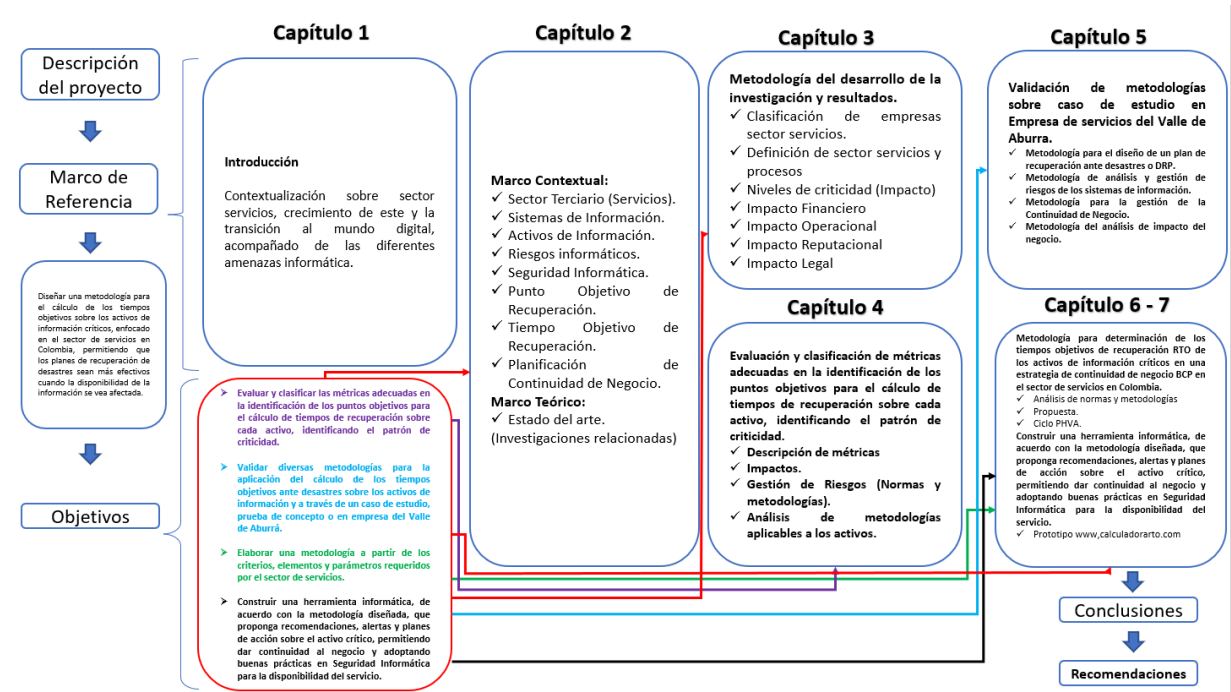 Descripción
del proyecto
Marco de
Referencia
Diseñar una metodología para
el cálculo de los tiempos
objetivos sobre los activos de
información críticos, enfocado
en el sector de servicios en
Colombia, permitiendo que
los planes de recuperación de
desastres sean más efectivos
cuando la disponibilidad de la
información se vea afectada.
Objetivos
Capítulo 1
Introducción
Contextualización sobre sector
servicios, crecimiento de este y la
transición al mundo digital,
acompañado de las diferentes
amenazas informática.
➤ Evaluar y clasificar las métricas adecuadas en
la identificación de los puntos objetivos para
el cálculo de tiempos de recuperación sobre
cada activo, identificando el patrón de
criticidad.
➤ Validar diversas metodologías para la
aplicación del cálculo de los tiempos
objetivos ante desastres sobre los activos de
información y a través de un caso de estudio,
prueba de concepto o en empresa del Valle
de Aburrá.
➤ Elaborar una metodología a partir de los
criterios, elementos y parámetros requeridos
por el sector de servicios.
➤ Construir una herramienta informática, de
acuerdo con la metodología diseñada, que
proponga recomendaciones, alertas y planes
de acción sobre el activo crítico, permitiendo
dar continuidad al negocio y adoptando
buenas prácticas en Seguridad Informática
para la disponibilidad del servicio.
Capítulo 2
Marco Contextual:
✓ Sector Terciario (Servicios).
✓ Sistemas de Información.
✓ Activos de Información.
✓ Riesgos informáticos.
✓ Seguridad Informática.
✓ Punto Objetivo de
Recuperación.
✓ Tiempo Objetivo de
Recuperación.
✓ Planificación de
Continuidad de Negocio.
Marco Teórico:
✓ Estado del arte.
(Investigaciones relacionadas)
Capítulo 3
Metodología del desarrollo de la
investigación y resultados.
✓ Clasificación de empresas
sector servicios.
✓ Definición de sector servicios y
procesos
✓ Niveles de criticidad (Impacto)
✓ Impacto Financiero
✓ Impacto Operacional
✓ Impacto Reputacional
✓ Impacto Legal
Capítulo 4
Evaluación y clasificación de métricas
adecuadas en la identificación de los
puntos objetivos para el cálculo de
tiempos de recuperación sobre cada
activo, identificando el patrón de
criticidad.
✓ Descripción de métricas
✓ Impactos.
✓ Gestión de Riesgos (Normas y
metodologías).
✓ Análisis de metodologías
aplicables a los activos.
Capítulo 5
Validación de metodologías
sobre caso de estudio en
Empresa de servicios del Valle de
Aburra.
✓ Metodología para el diseño de un plan de
recuperación ante desastres o DRP.
✓ Metodología de análisis y gestión de
riesgos de los sistemas de información.
✓ Metodología para la gestión de la
Continuidad de Negocio.
✓ Metodología del análisis de impacto del
negocio.
Capítulo 6 - 7
Metodología para determinación de los
tiempos objetivos de recuperación RTO de
los activos de información críticos en una
estrategia de continuidad de negocio BCP en
el sector de servicios en Colombia.
✓ Análisis de normas y metodologías
✓ Propuesta.
✓ Ciclo PHVA.
Construir una herramienta informática, de
acuerdo con la metodología diseñada, que
proponga recomendaciones, alertas y planes
de acción sobre el activo crítico,
permitiendo dar continuidad al negocio y
adoptando buenas prácticas en Seguridad
Informática para la disponibilidad del
servicio.
✓ Prototipo www,calculadorarto.com
Conclusiones
Recomendaciones